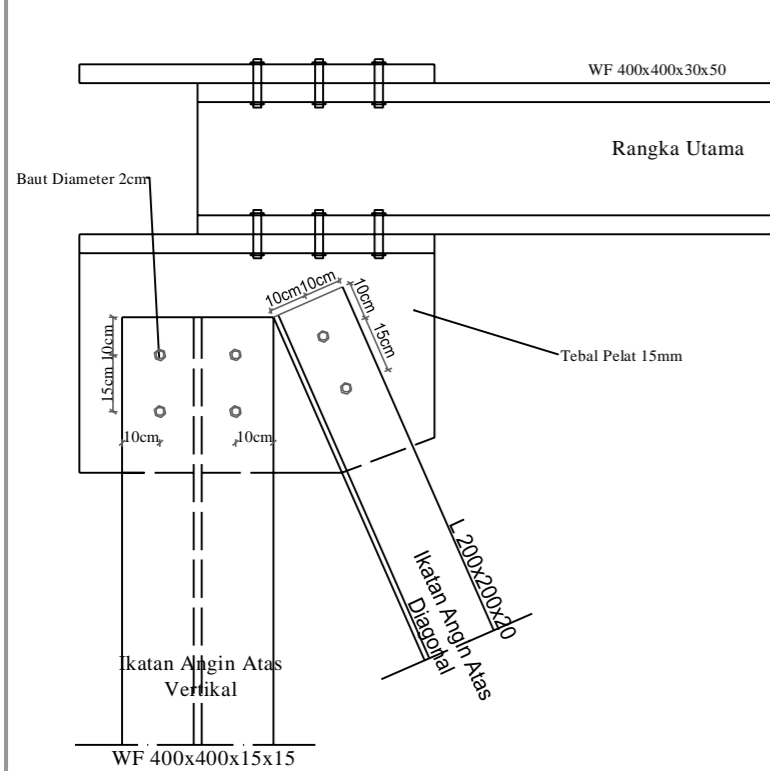 WF 400x400x30x50
Rangka Utama
Baut Diameter 2cm
10cm
10cm
10cm
15cm
10cm
15cm
Tebal Pelat 15mm
10cm
10cm
L 200x200x20
Ikatan Angin Atas
Diagonal
Ikatan Angin Atas
Vertikal
WF 400x400x15x15